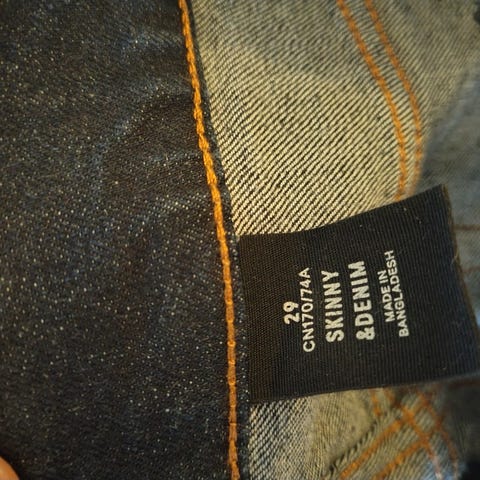 29
CN170/74A
SKINNY
&DENIM
MADE IN
BANGLADESH